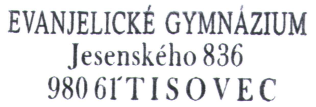 EVANJELICKÉ GYMNÁZIUM
Jesenského 836
980 61 TISOVEC